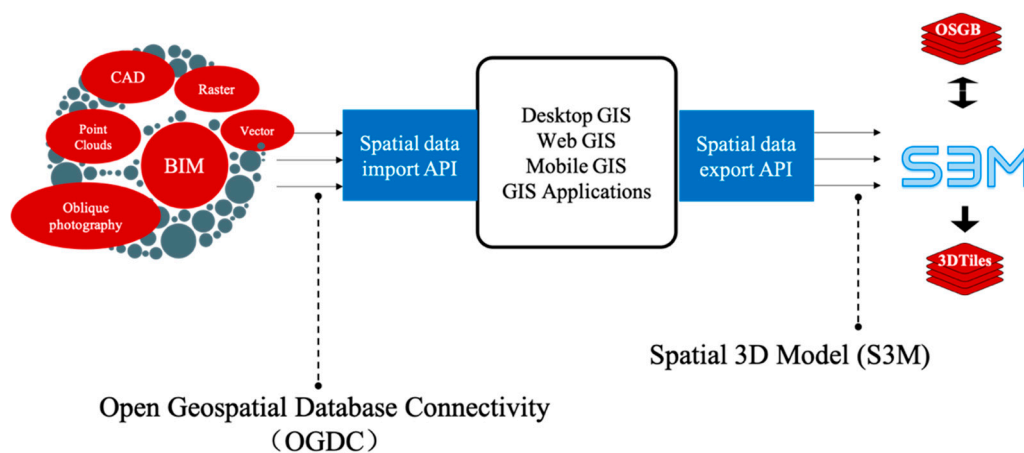 CAD
Raster
Point
Clouds
Vector
BIM
Oblique
photography
Spatial data
import API
Desktop GIS
Web GIS
Mobile GIS
GIS Applications
Spatial data
export API
OSGB
S3M
3DTiles
Spatial 3D Model (S3M)
Open Geospatial Database Connectivity
（OGDC）